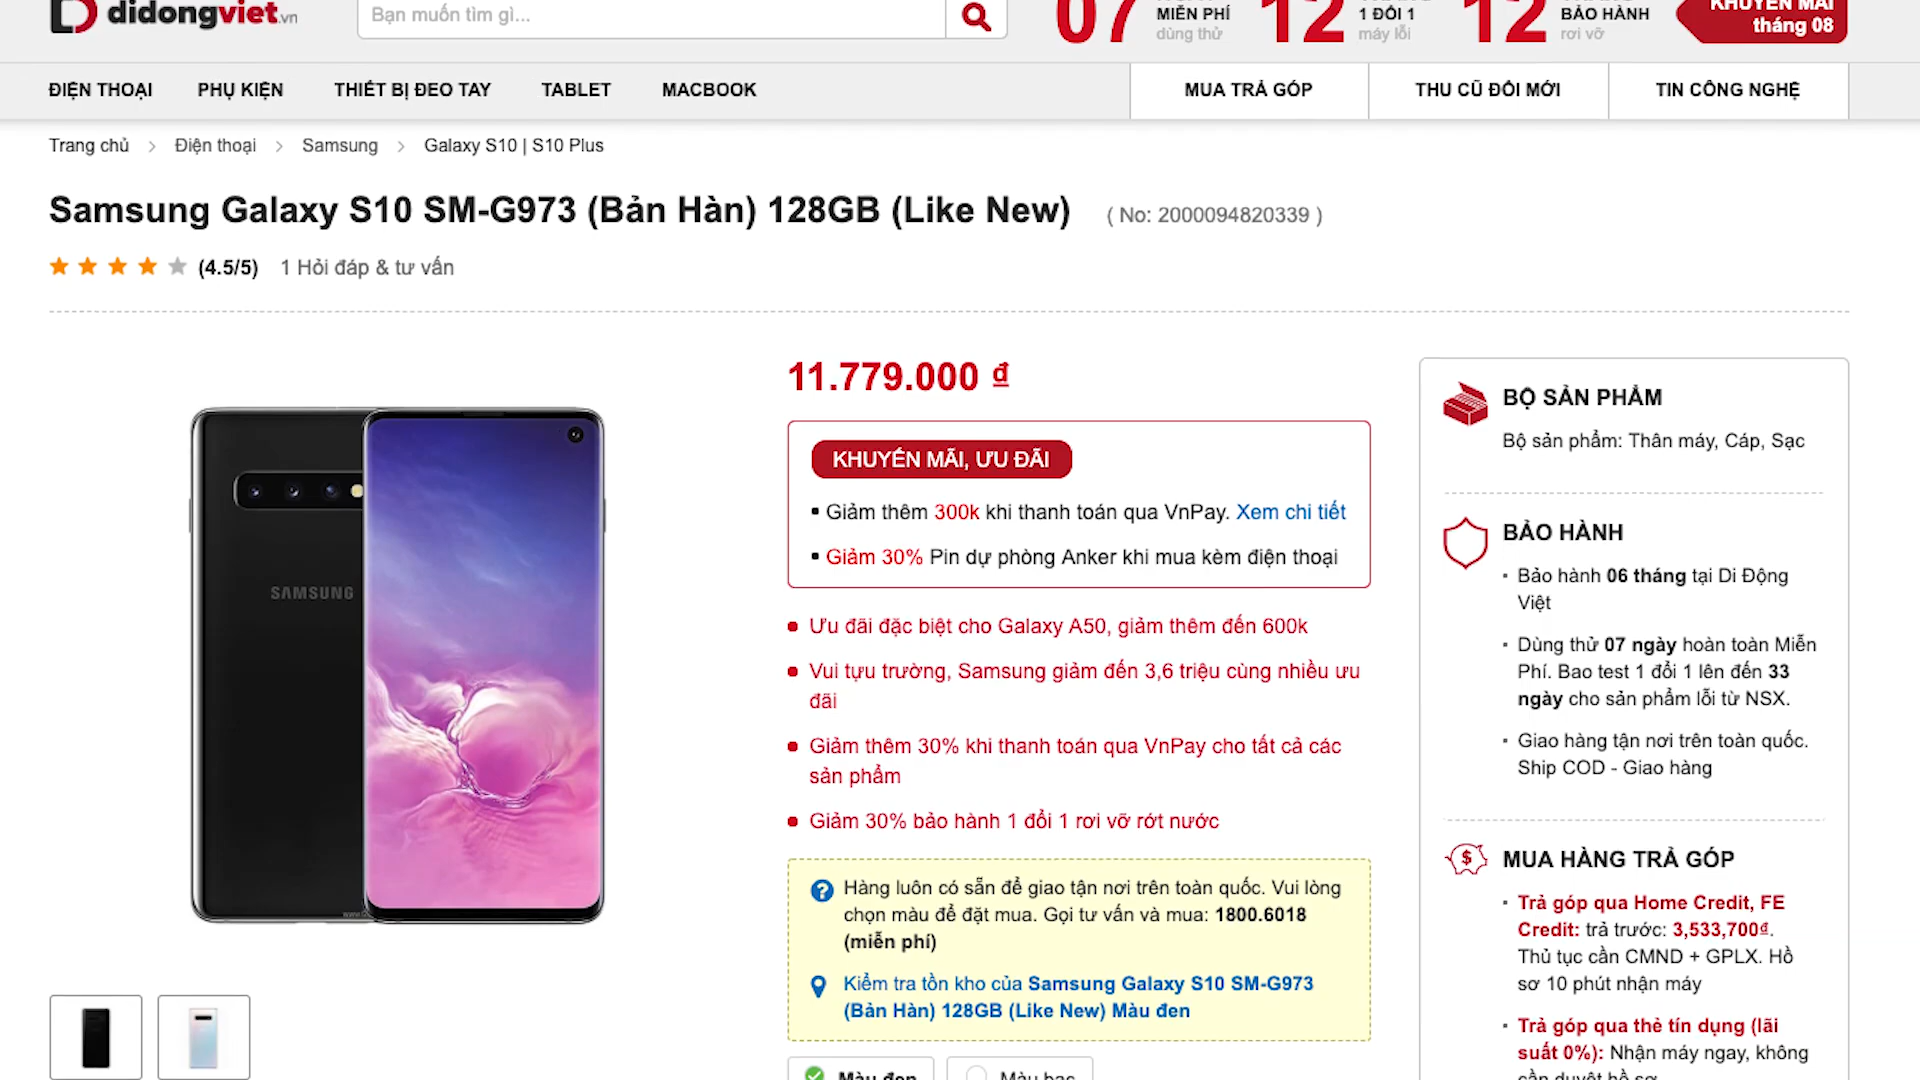 didongviet.vn
Bạn muốn tìm gì...
07 MIỄN PHÍ
dùng thử
12 1 ĐỔI 1
máy lỗi
12 BẢO HÀNH
rơi vỡ
KHUYẾN MÃI
tháng 08
ĐIỆN THOẠI PHỤ KIỆN THIẾT BỊ ĐEO TAY TABLET MACBOOK MUA TRẢ GÓP THU CŨ ĐỔI MỚI TIN CÔNG NGHỆ
Trang chủ > Điện thoại > Samsung > Galaxy S10 | S10 Plus
Samsung Galaxy S10 SM-G973 (Bản Hàn) 128GB (Like New) ( No: 2000094820339 )
(4.5/5) 1 Hỏi đáp & tư vấn
SAMSUNG
11.779.000 ₫
KHUYẾN MÃI, ƯU ĐÃI
▪ Giảm thêm 300k khi thanh toán qua VnPay. Xem chi tiết
▪ Giảm 30% Pin dự phòng Anker khi mua kèm điện thoại
● Ưu đãi đặc biệt cho Galaxy A50, giảm thêm đến 600k
● Vui tựu trường, Samsung giảm đến 3,6 triệu cùng nhiều ưu
đãi
● Giảm thêm 30% khi thanh toán qua VnPay cho tất cả các
sản phẩm
● Giảm 30% bảo hành 1 đổi 1 rơi vỡ rớt nước
Hàng luôn có sẵn để giao tận nơi trên toàn quốc. Vui lòng
chọn màu để đặt mua. Gọi tư vấn và mua: 1800.6018
(miễn phí)
Kiểm tra tồn kho của Samsung Galaxy S10 SM-G973
(Bản Hàn) 128GB (Like New) Màu đen
Màu đen Màu bạc
BỘ SẢN PHẨM
Bộ sản phẩm: Thân máy, Cáp, Sạc
BẢO HÀNH
▪ Bảo hành 06 tháng tại Di Động
Việt
▪ Dùng thử 07 ngày hoàn toàn Miễn
Phí. Bao test 1 đổi 1 lên đến 33
ngày cho sản phẩm lỗi từ NSX.
▪ Giao hàng tận nơi trên toàn quốc.
Ship COD - Giao hàng
MUA HÀNG TRẢ GÓP
▪ Trả góp qua Home Credit, FE
Credit: trả trước: 3,533,700₫.
Thủ tục cần CMND + GPLX. Hồ
sơ 10 phút nhận máy
▪ Trả góp qua thẻ tín dụng (lãi
suất 0%): Nhận máy ngay, không
cần duyệt hồ sơ